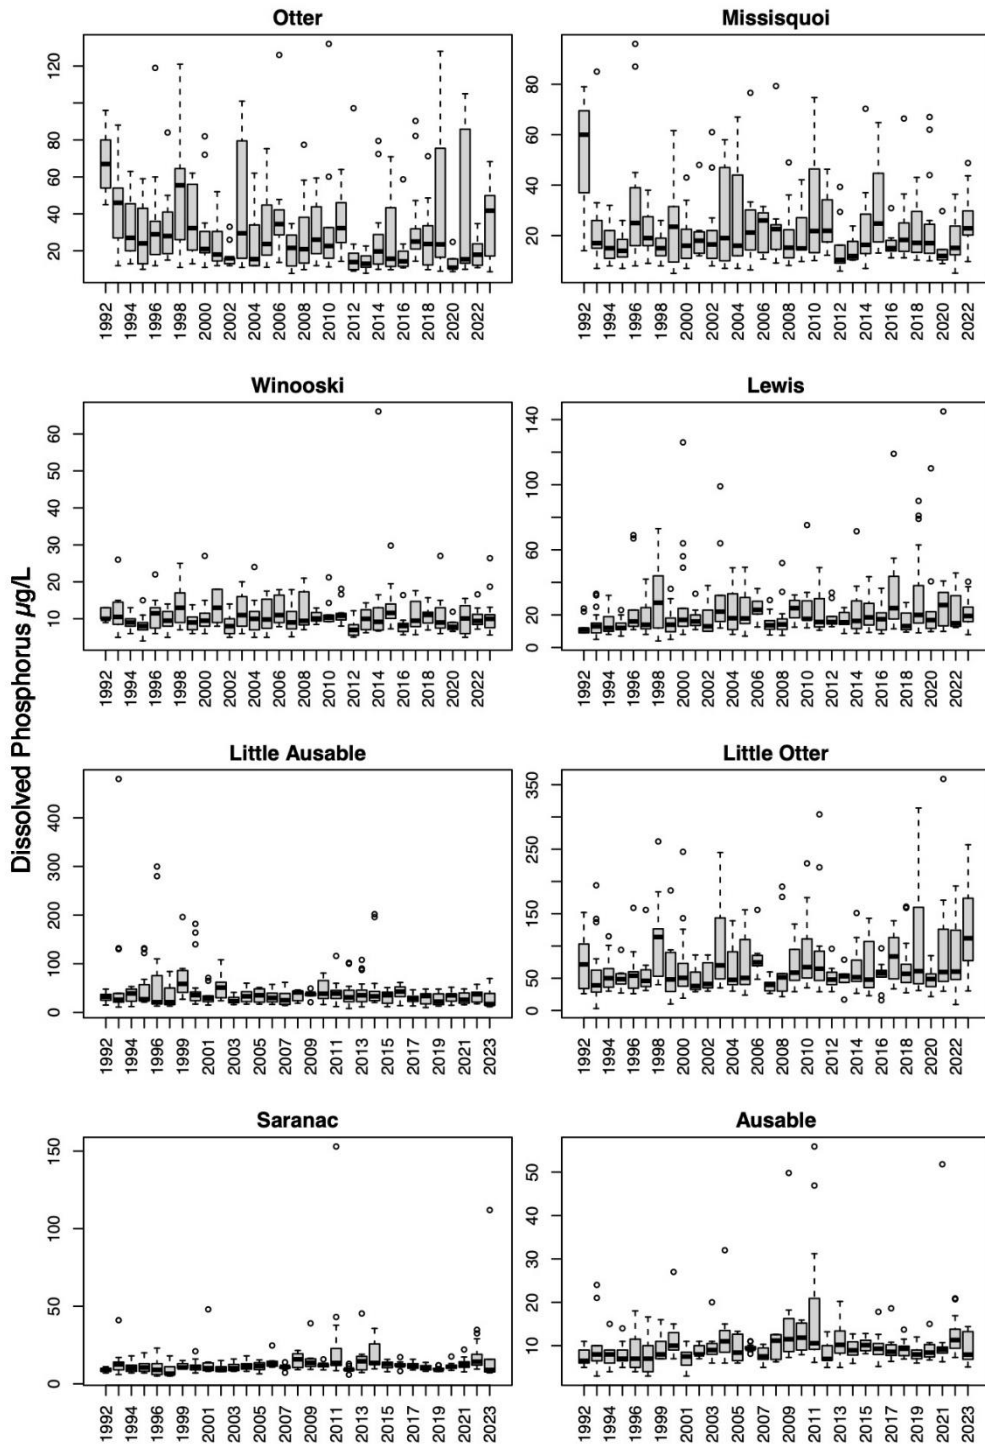 Dissolved Phosphorus µg/L
Otter
120
80
60
40
20
1992 1994 1996 1998 2000 2002 2004 2006 2008 2010 2012 2014 2016 2018 2020 2022
Missisquoi
80
60
40
20
1992 1994 1996 1998 2000 2002 2004 2006 2008 2010 2012 2014 2016 2018 2020 2022
Winooski
60
50
40
30
20
10
1992 1994 1996 1998 2000 2002 2004 2006 2008 2010 2012 2014 2016 2018 2020 2022
Lewis
140
100
60
20
0
1992 1994 1996 1998 2000 2002 2004 2006 2008 2010 2012 2014 2016 2018 2020 2022
Little Ausable
400
300
200
100
0
1992 1994 1996 1999 2001 2003 2005 2007 2009 2011 2013 2015 2017 2019 2021 2023
Little Otter
350
250
150
50
0
1992 1994 1996 1998 2000 2002 2004 2006 2008 2010 2012 2014 2016 2018 2020 2022
Saranac
150
100
50
0
1992 1994 1996 1999 2001 2003 2005 2007 2009 2011 2013 2015 2017 2019 2021 2023
Ausable
50
40
30
20
10
1992 1994 1996 1999 2001 2003 2005 2007 2009 2011 2013 2015 2017 2019 2021 2023